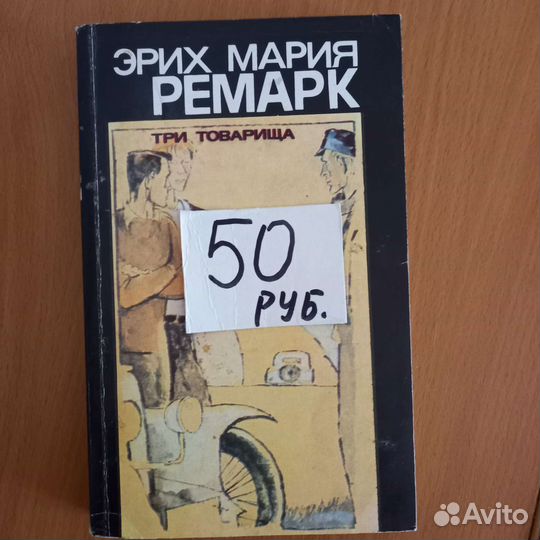 ЭРИХ МАРИЯ
РЕМАРК
ТРИ ТОВАРИЩА
50
РУБ.
Avito